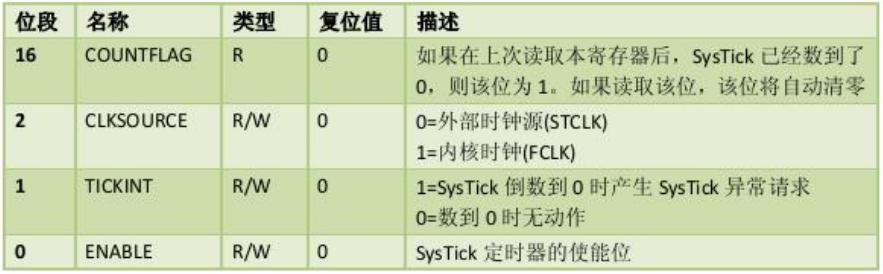 位段 名称 类型 复位值 描述
16 COUNTFLAG R 0 如果在上次读取本寄存器后，SysTick 已经数到了
0，则该位为 1。如果读取该位，该位将自动清零
2 CLKSOURCE R/W 0 0=外部时钟源(STCLK)
1=内核时钟(FCLK)
1 TICKINT R/W 0 1=SysTick 倒数到 0 时产生 SysTick 异常请求
0=数到 0 时无动作
0 ENABLE R/W 0 SysTick 定时器的使能位